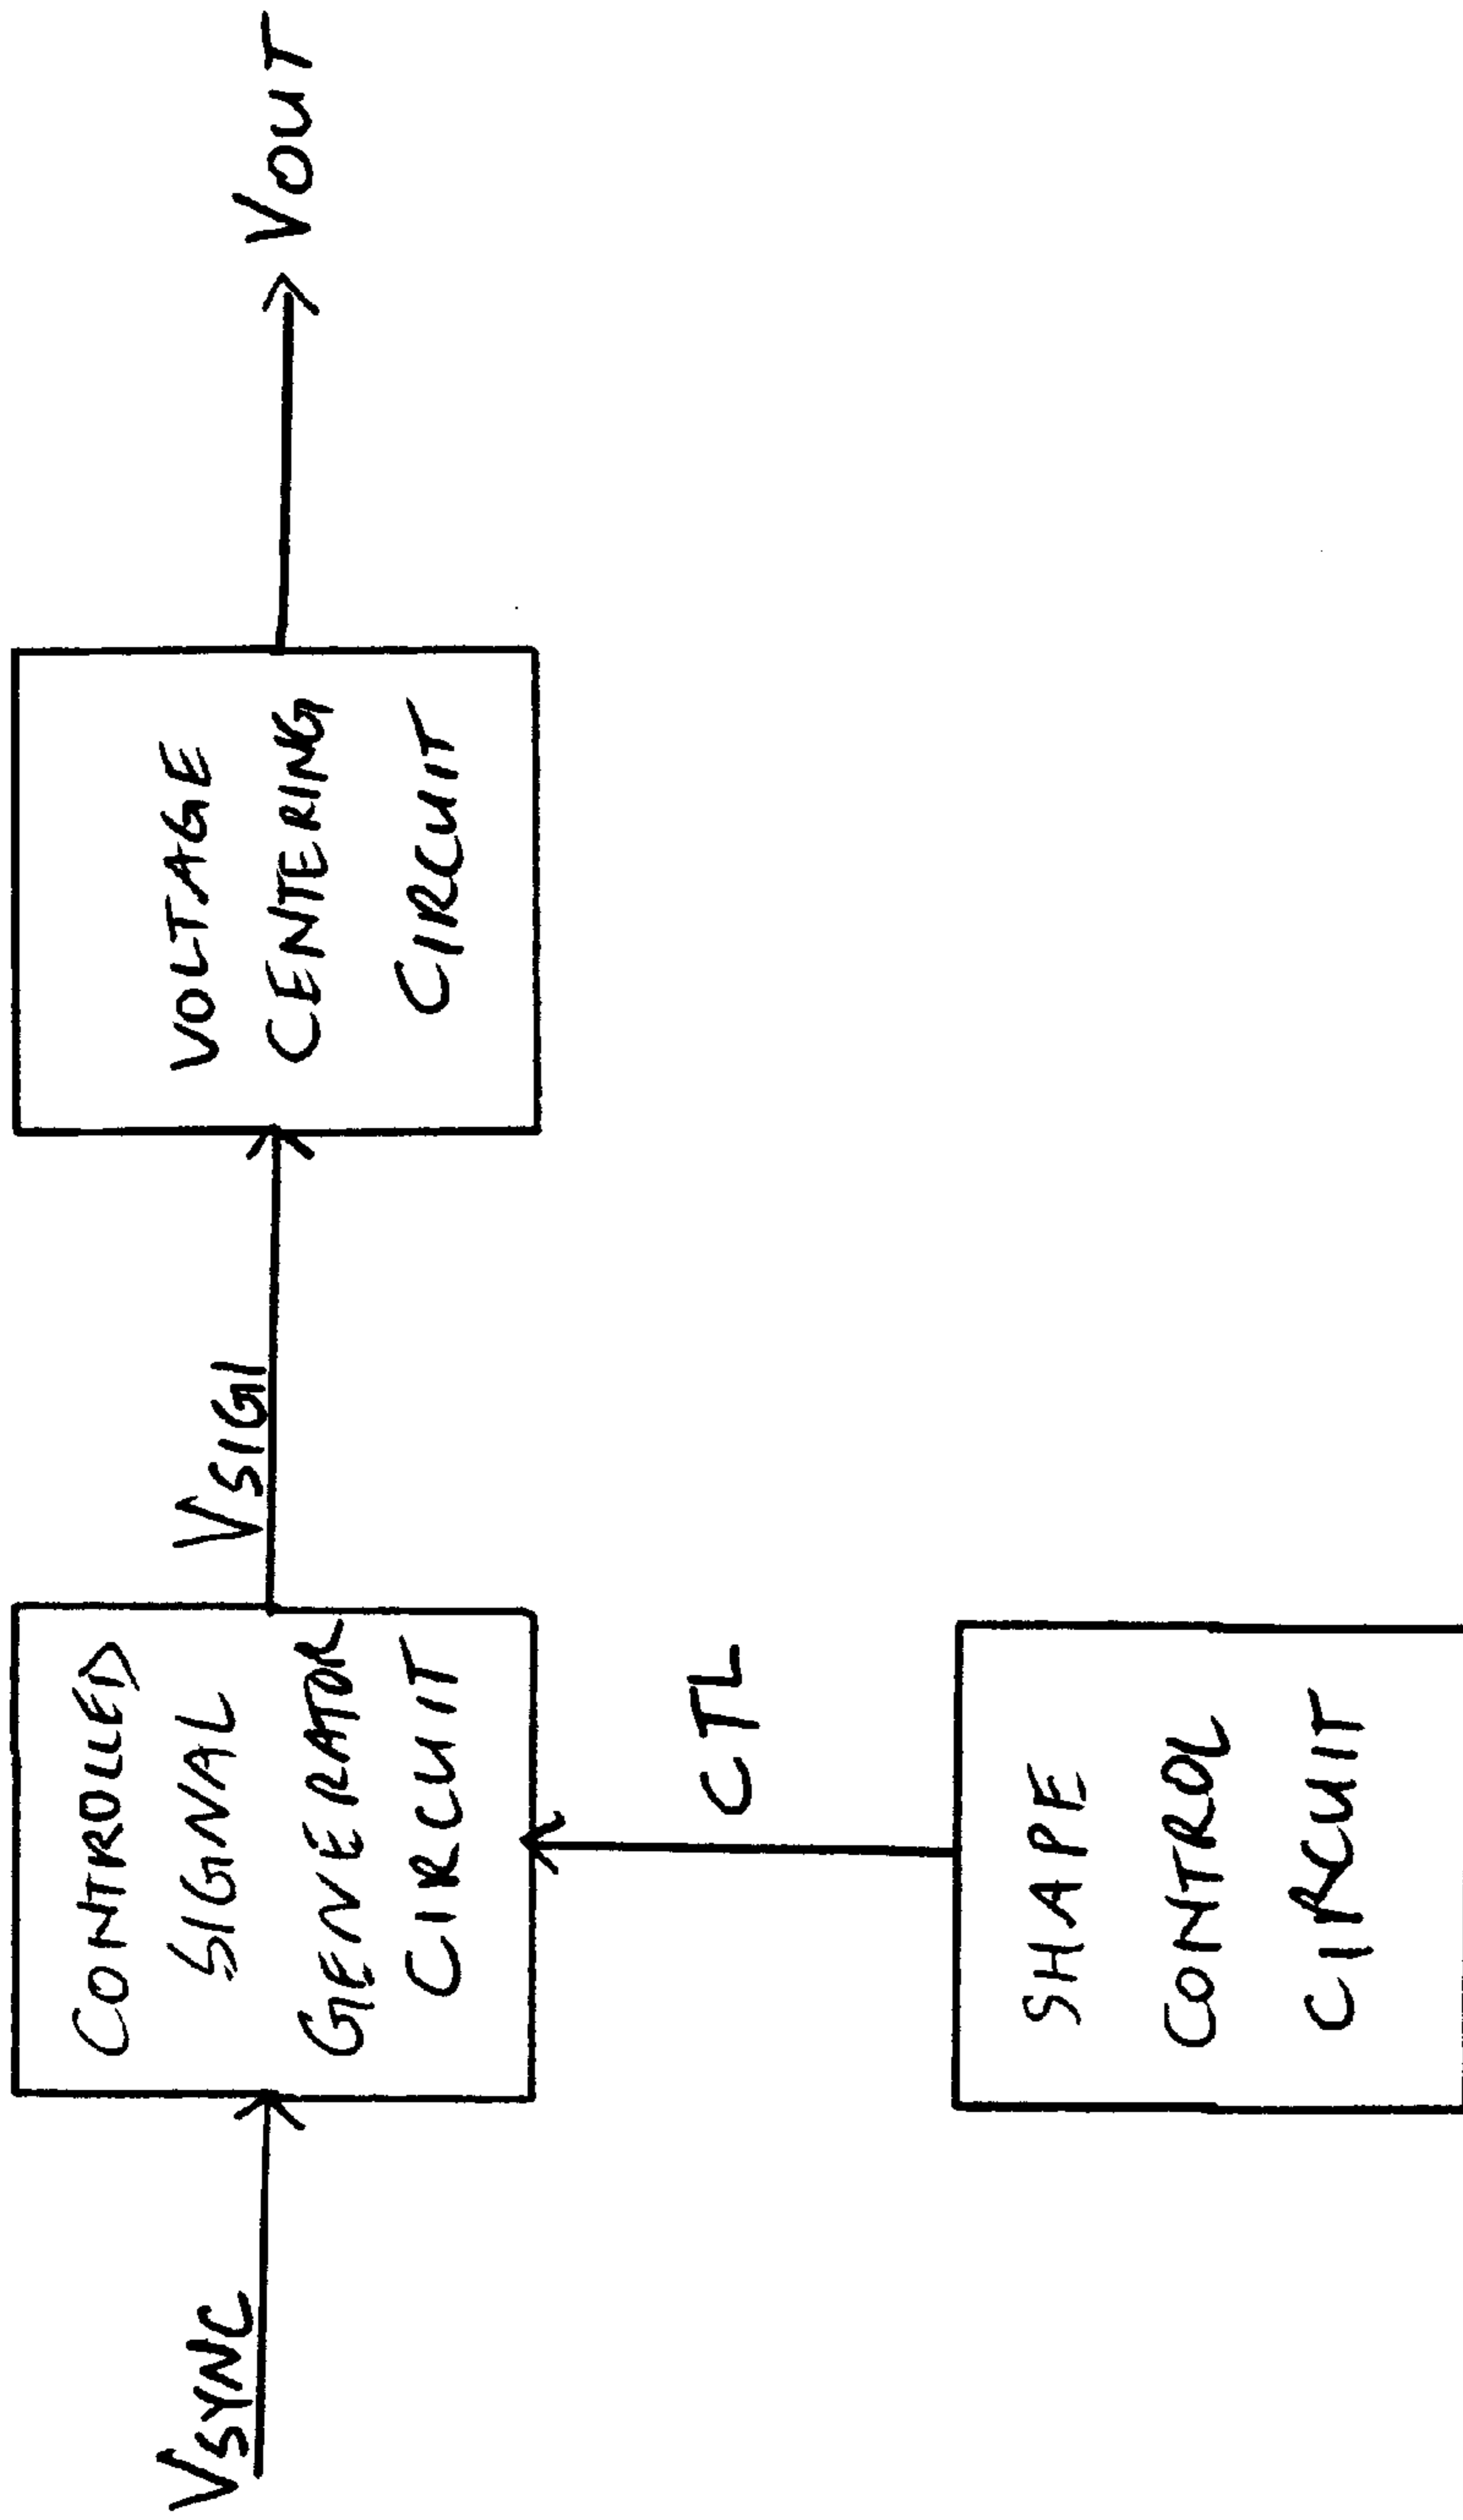 VSYNC
CONTROLLED
SIGNAL
GENERATOR
CIRCUIT
VSIG1
VOLTAGE
CENTERING
CIRCUIT
VOUT
CTL
SHAPE
CONTROL
CIRCUIT